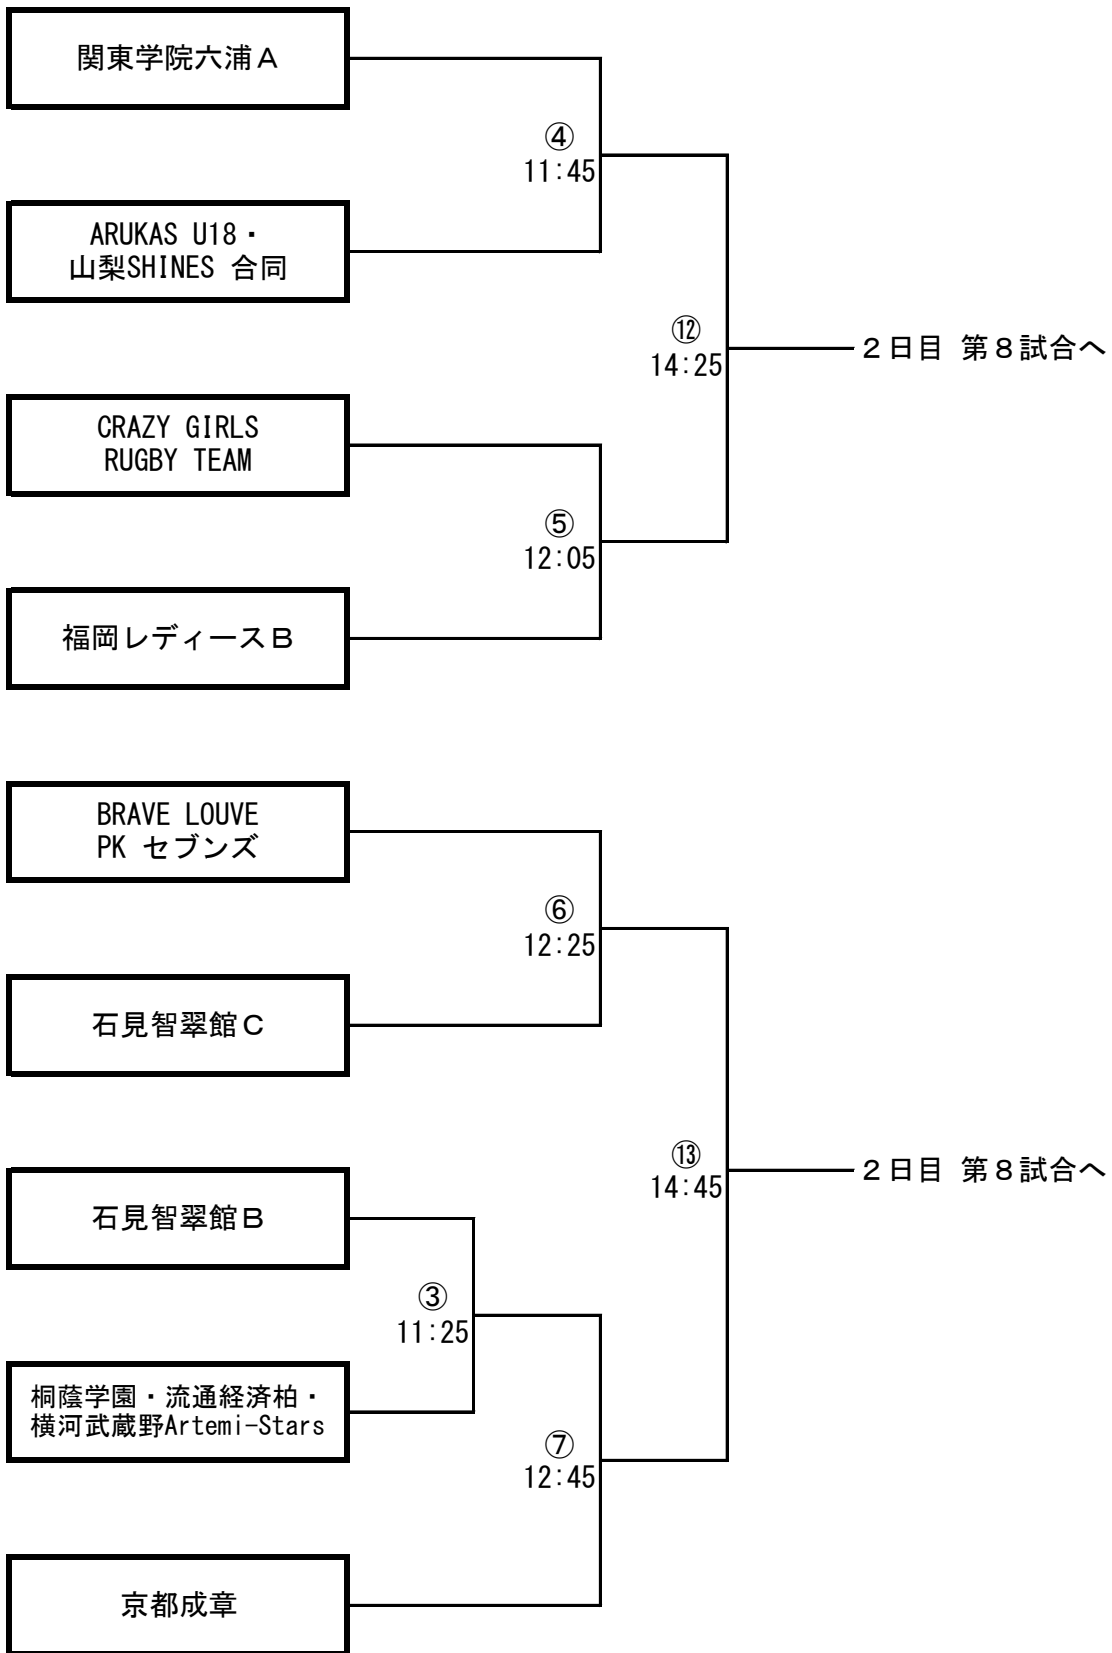 関東学院六浦Ａ
④
11:45
ARUKAS U18・
山梨SHINES 合同
⑫
14:25
２日目 第８試合へ
CRAZY GIRLS
RUGBY TEAM
⑤
12:05
福岡レディースＢ
BRAVE LOUVE
PK セブンズ
⑥
12:25
石見智翠館Ｃ
⑬
14:45
２日目 第８試合へ
石見智翠館Ｂ
③
11:25
桐蔭学園・流通経済柏・
横河武蔵野Artemi-Stars
⑦
12:45
京都成章